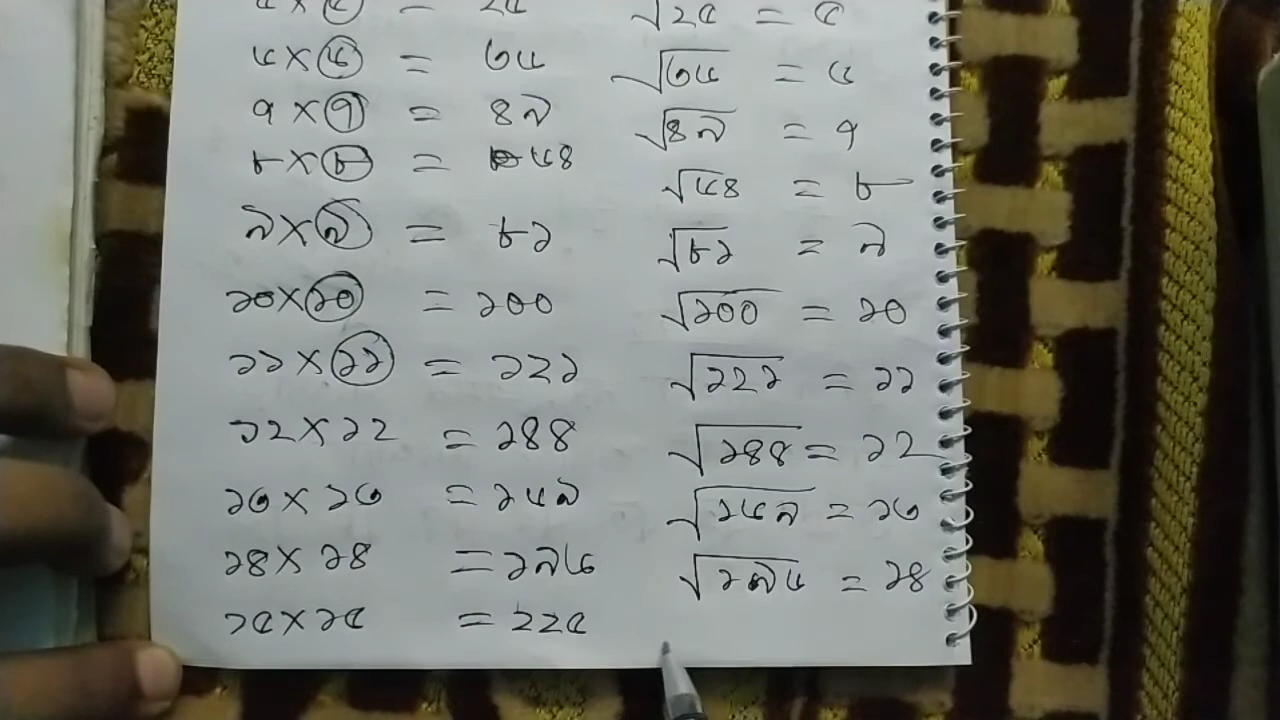 ৫×৫ = ২৫ √২৫ = ৫
৬×৬ = ৩৬ √৩৬ = ৬
৭×৭ = ৪৯ √৪৯ = ৭
৮×৮ = ৬৪ √৬৪ = ৮
৯×৯ = ৮১ √৮১ = ৯
১০×১০ = ১০০ √১০০ = ১০
১১×১১ = ১২১ √১২১ = ১১
১২×১২ = ১৪৪ √১৪৪ = ১২
১৩×১৩ = ১৬৯ √১৬৯ = ১৩
১৪×১৪ = ১৯৬ √১৯৬ = ১৪
১৫×১৫ = ২২৫